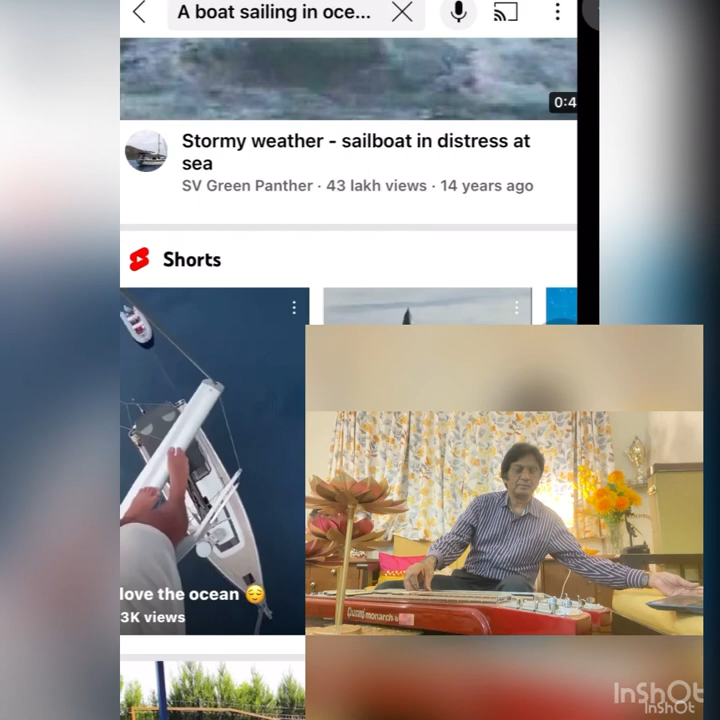 A boat sailing in oce...
0:4
Stormy weather - sailboat in distress at
sea
SV Green Panther · 43 lakh views · 14 years ago
Shorts
love the ocean 😌
3K views
monarch
InShOt
InShOt